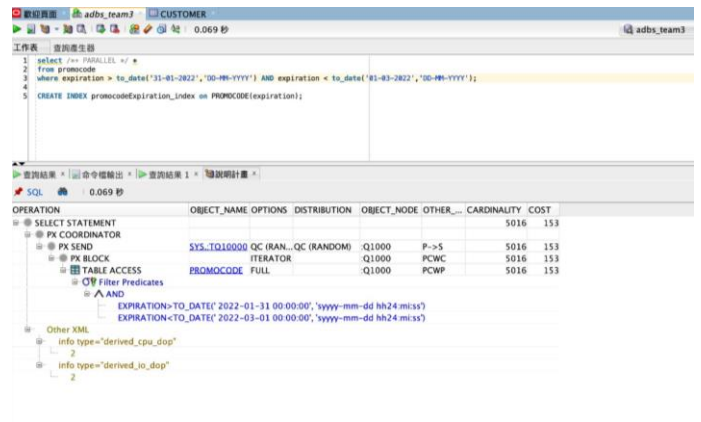 歡迎頁面 adbs_team3 CUSTOMER
0.069 秒 adbs_team3
工作表 查詢產生器
1 select /*+ PARALLEL */ *
2 from promocode
3 where expiration > to_date('31-01-2022','DD-MM-YYYY') AND expiration < to_date('01-03-2022','DD-MM-YYYY');
4
5 CREATE INDEX promocodeExpiration_index on PROMOCODE(expiration);
查詢結果 × 命令檔輸出 × 查詢結果 1 × 說明計畫 ×
SQL 0.069 秒
OPERATION OBJECT_NAME OPTIONS DISTRIBUTION OBJECT_NODE OTHER_... CARDINALITY COST
SELECT STATEMENT 5016 153
PX COORDINATOR
PX SEND SYS.:TQ10000 QC (RAN... QC (RANDOM) :Q1000 P->S 5016 153
PX BLOCK ITERATOR :Q1000 PCWC 5016 153
TABLE ACCESS PROMOCODE FULL :Q1000 PCWP 5016 153
Filter Predicates
AND
EXPIRATION>TO_DATE(' 2022-01-31 00:00:00', 'syyyy-mm-dd hh24:mi:ss')
EXPIRATION<TO_DATE(' 2022-03-01 00:00:00', 'syyyy-mm-dd hh24:mi:ss')
Other XML
info type="derived_cpu_dop"
2
info type="derived_io_dop"
2